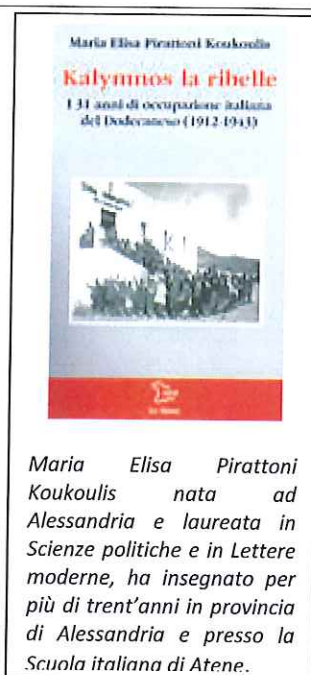 Maria Elisa Pirattoni Koukoulis
Kalymnos la ribelle
I 31 anni di occupazione italiana
del Dodecaneso (1912-1943)
Maria Elisa Pirattoni
Koukoulis nata ad
Alessandria e laureata in
Scienze politiche e in Lettere
moderne, ha insegnato per
più di trent'anni in provincia
di Alessandria e presso la
Scuola italiana di Atene.